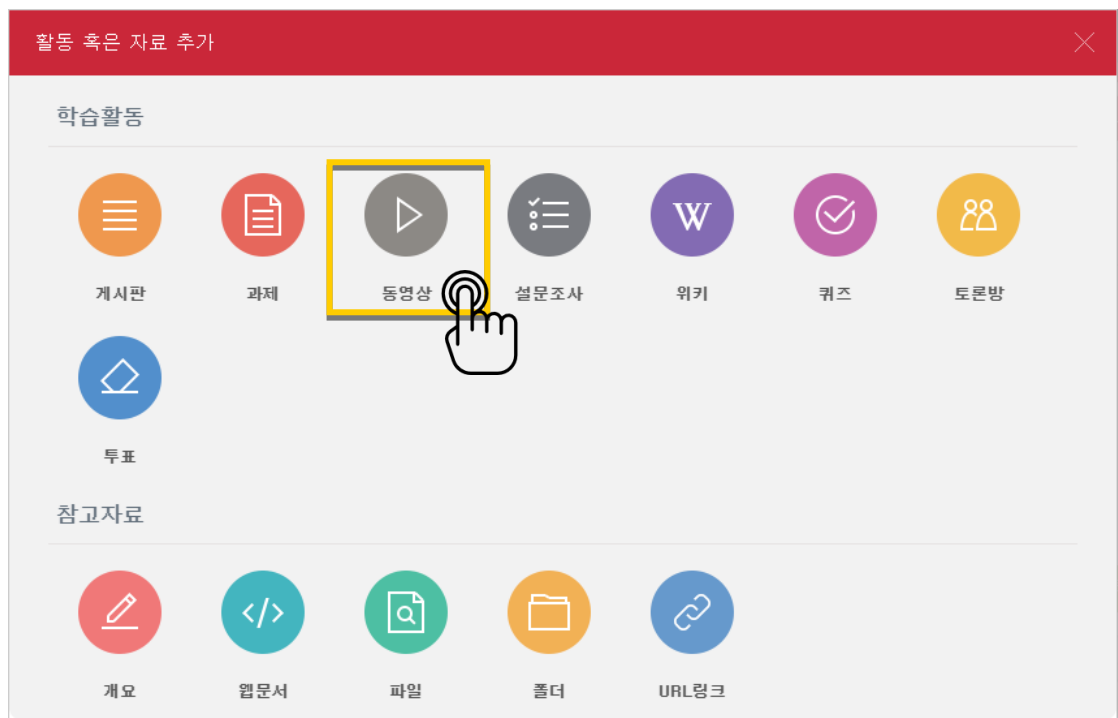 활동 혹은 자료 추가
학습활동
게시판 과제 동영상 설문조사 위키 퀴즈 토론방
투표
참고자료
개요 웹문서 파일 폴더 URL링크